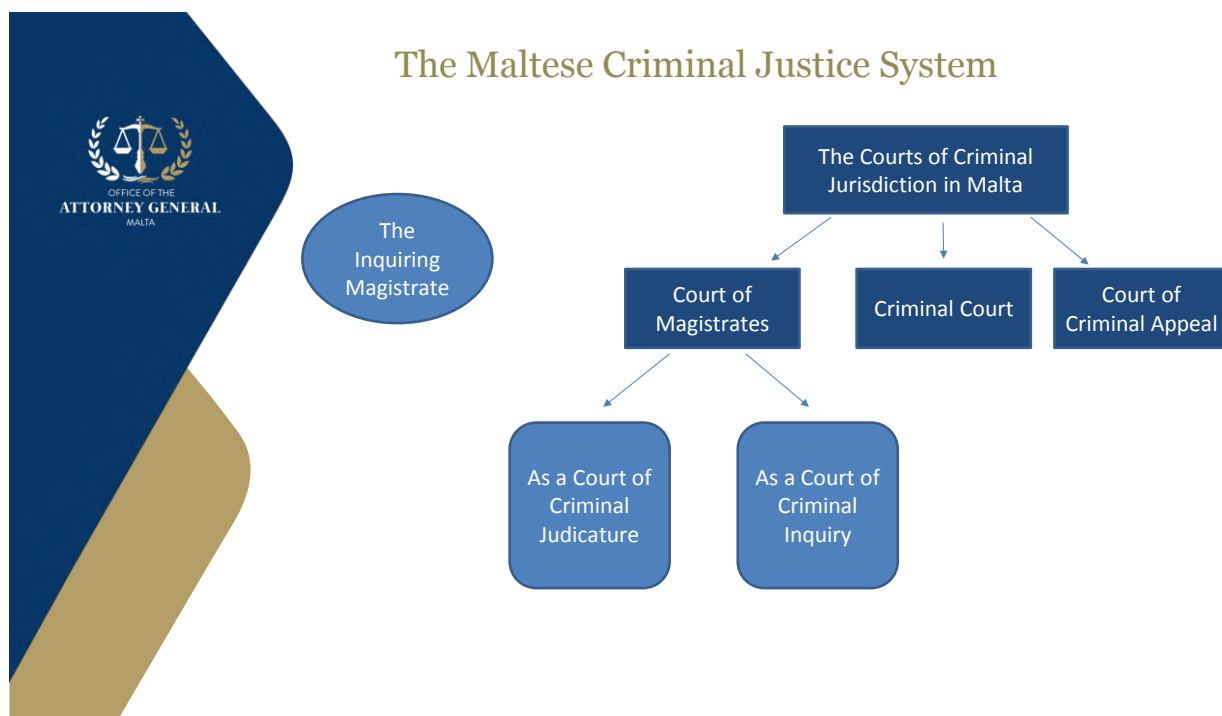 The Maltese Criminal Justice System
OFFICE OF THE
ATTORNEY GENERAL
MALTA
The
Inquiring
Magistrate
The Courts of Criminal
Jurisdiction in Malta
Court of
Magistrates
Criminal Court
Court of
Criminal Appeal
As a Court of
Criminal
Judicature
As a Court of
Criminal
Inquiry